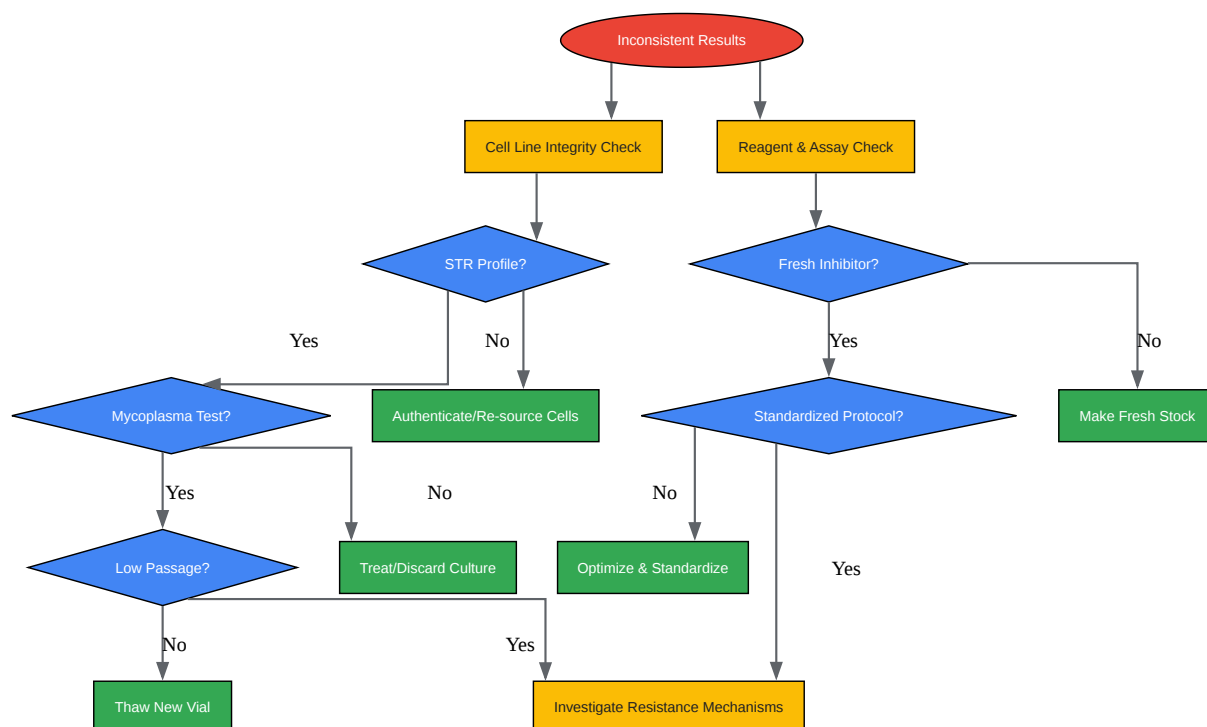 Inconsistent Results
Cell Line Integrity Check
Reagent & Assay Check
STR Profile?
Fresh Inhibitor?
Yes
No
Yes
No
Mycoplasma Test?
Authenticate/Re-source Cells
Standardized Protocol?
Make Fresh Stock
Yes
No
No
Low Passage?
Treat/Discard Culture
Optimize & Standardize
Yes
No
Yes
Thaw New Vial
Investigate Resistance Mechanisms